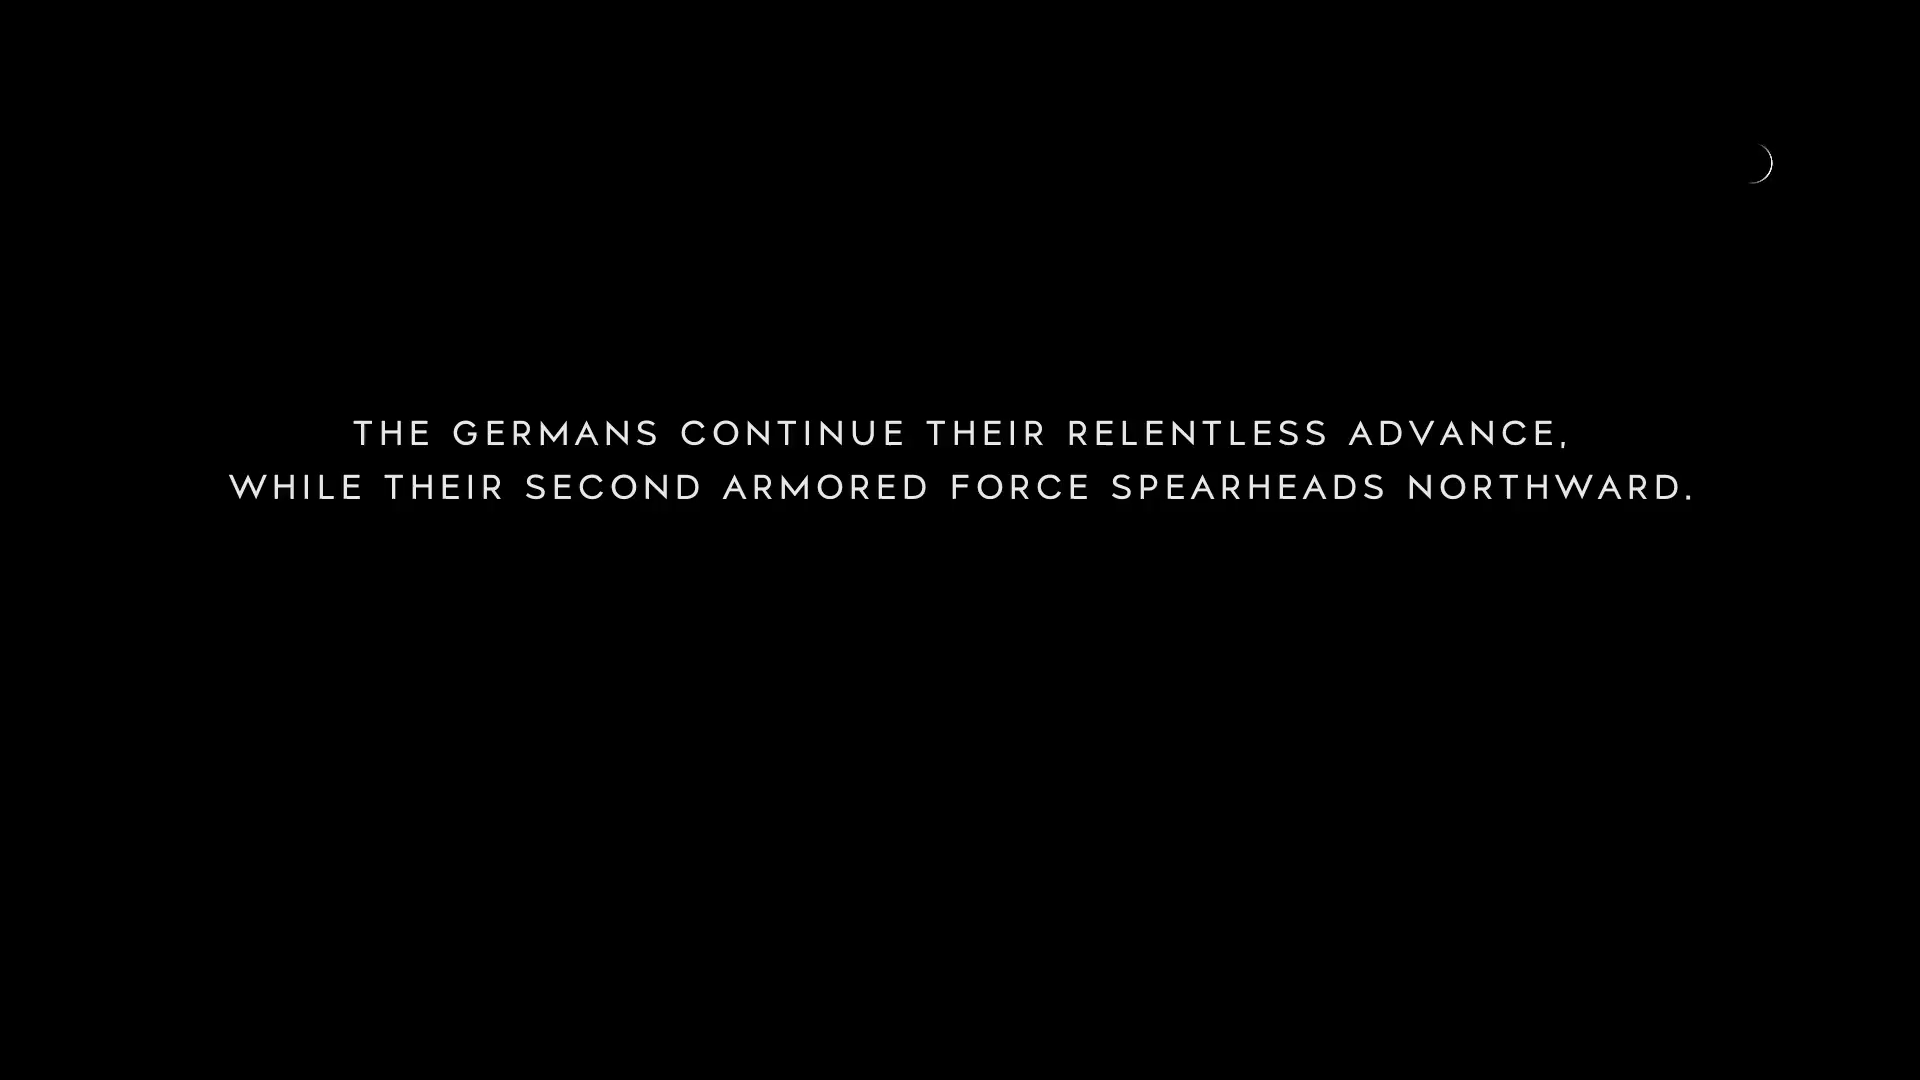 THE GERMANS CONTINUE THEIR RELENTLESS ADVANCE,
WHILE THEIR SECOND ARMORED FORCE SPEARHEADS NORTHWARD.